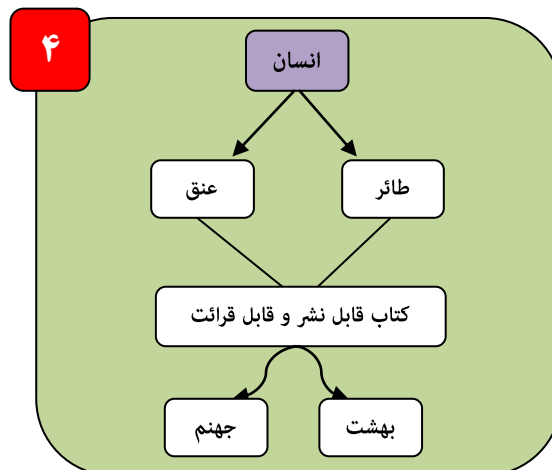 ۴
انسان
طائر
عنق
کتاب قابل نشر و قابل قرائت
بهشت
جهنم